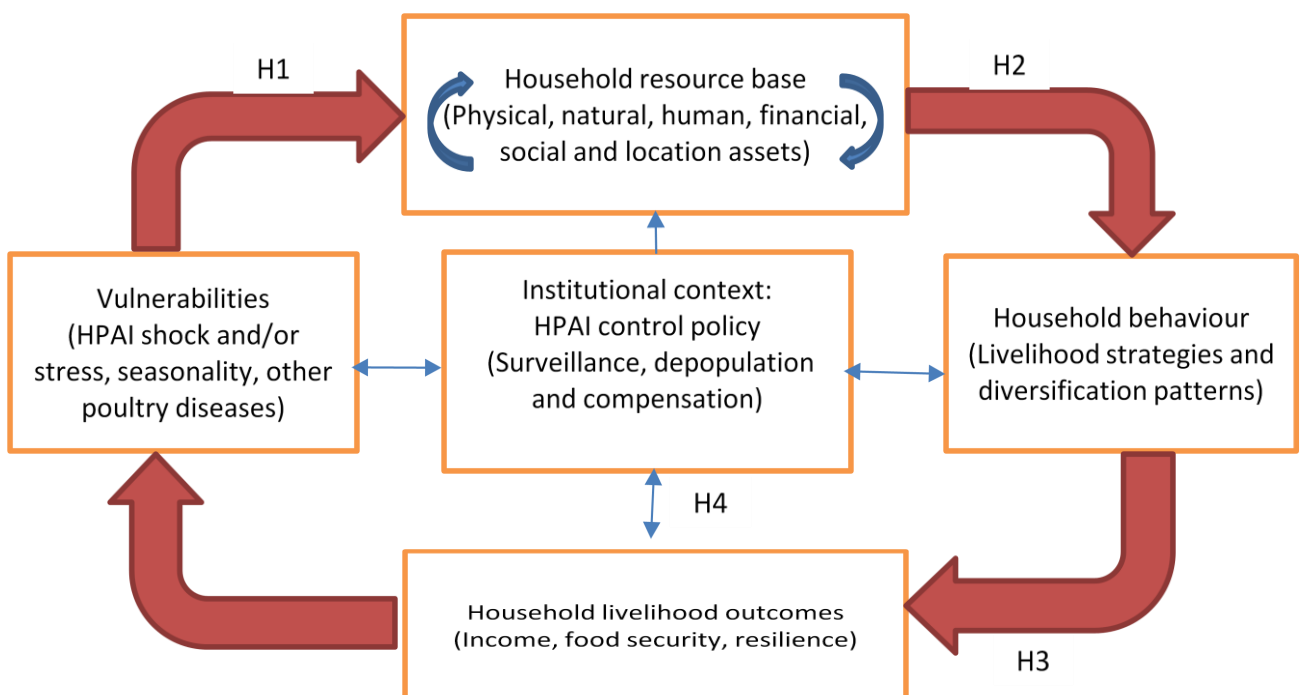 H1
Household resource base
(Physical, natural, human, financial,
social and location assets)
H2
Vulnerabilities
(HPAI shock and/or
stress, seasonality, other
poultry diseases)
Institutional context:
HPAI control policy
(Surveillance, depopulation
and compensation)
Household behaviour
(Livelihood strategies and
diversification patterns)
H4
Household livelihood outcomes
(Income, food security, resilience)
H3